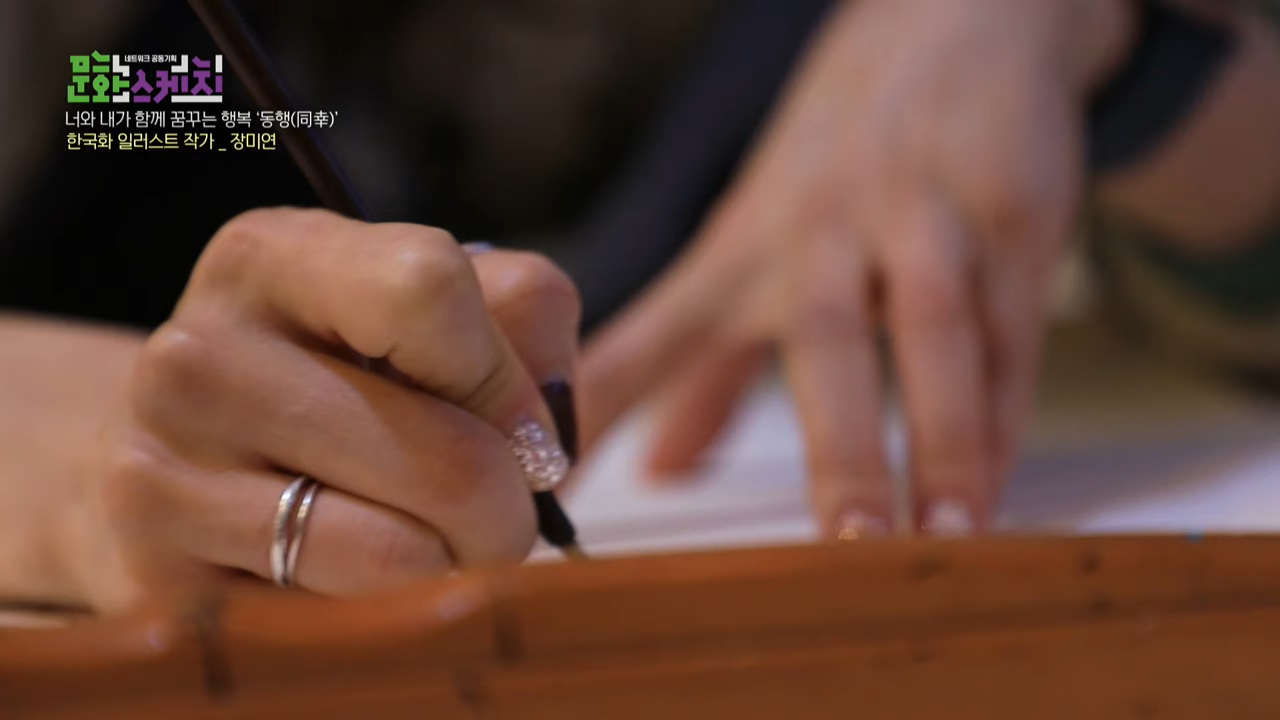 네트워크 공동기획
문화스케치
너와 내가 함께 꿈꾸는 행복 ‘동행(同幸)’
한국화 일러스트 작가 _ 장미연